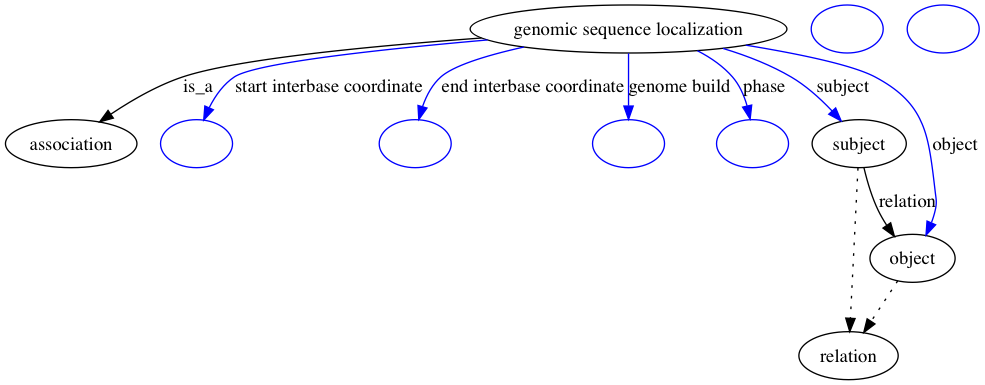 genomic sequence localization
is_a
start interbase coordinate
end interbase coordinate
genome build
phase
subject
association
subject
object
relation
object
relation